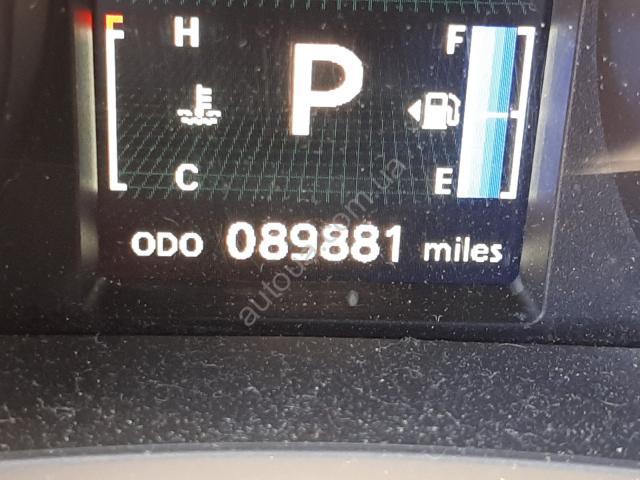 H P F
C E
ODO 089881 miles
autoua.com.ua